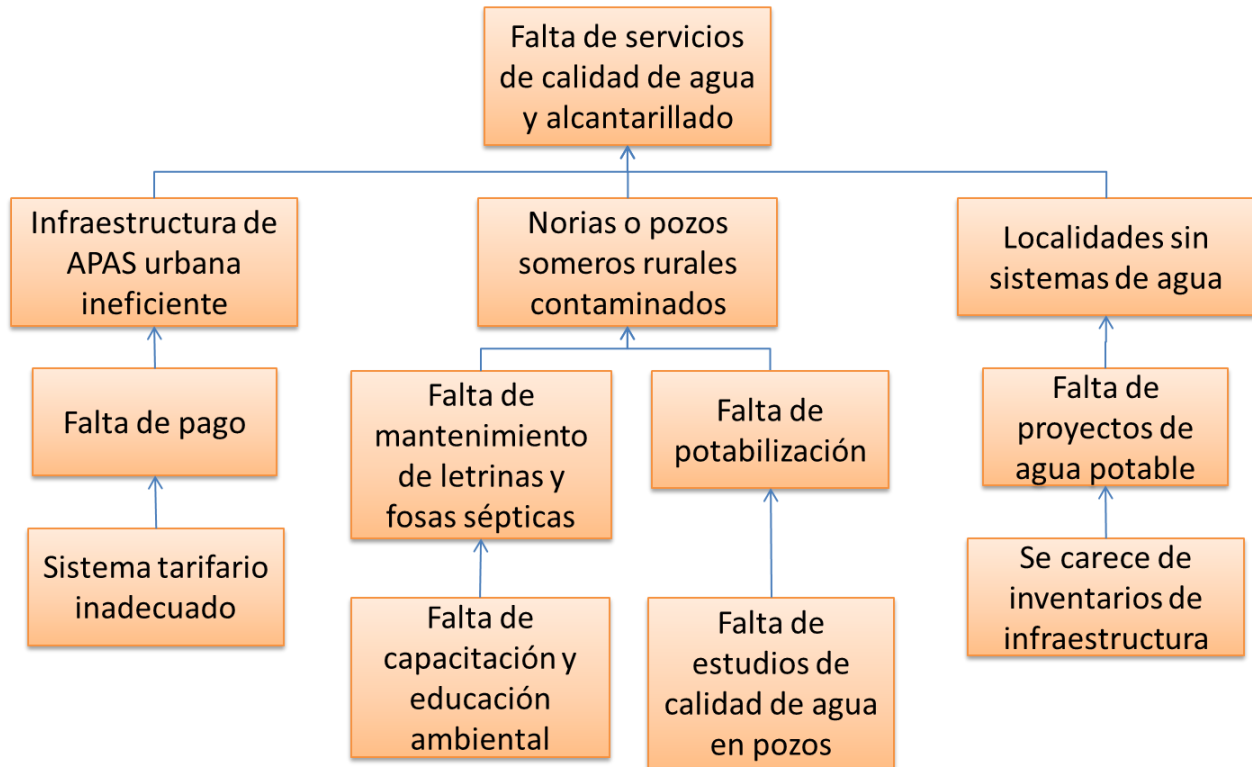 Falta de servicios
de calidad de agua
y alcantarillado
Infraestructura de
APAS urbana
ineficiente
Norias o pozos
someros rurales
contaminados
Localidades sin
sistemas de agua
Falta de pago
Falta de
mantenimiento
de letrinas y
fosas sépticas
Falta de
potabilización
Falta de
proyectos de
agua potable
Sistema tarifario
inadecuado
Falta de
capacitación y
educación
ambiental
Falta de
estudios de
calidad de agua
en pozos
Se carece de
inventarios de
infraestructura